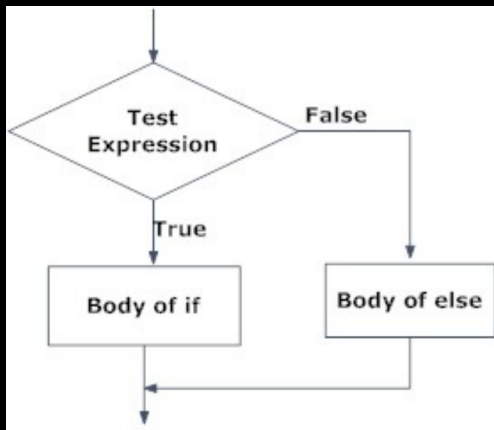 Test
Expression
False
True
Body of if
Body of else